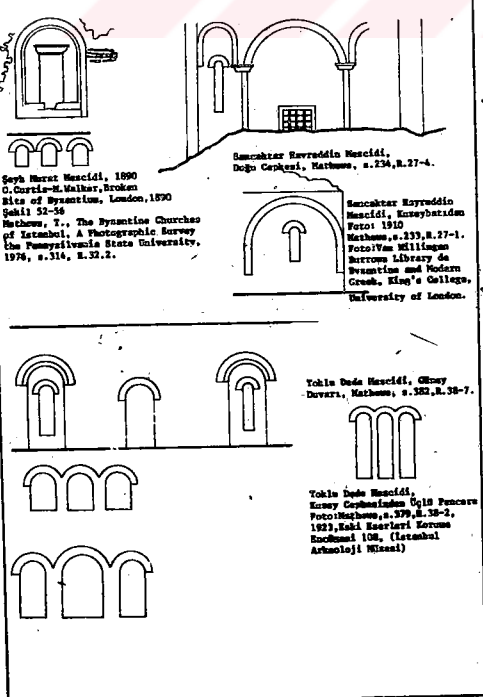 Şeyh Murat Mescidi, 1890
C.Curtis-M.Walker,Broken
Bits of Byzantium, London,1890
Şekil 52-56
Mathews, T., The Byzantine Churches
of Istanbul, A Photographic Survey
the Pennsylvania State University,
1976, s.314, R.32.2.
Sancaktar Hayreddin Mescidi,
Doğu Cephesi, Mathews, s.234,R.27-4.
Sancaktar Hayreddin
Mescidi, Kuzeybatıdan
Foto: 1910
Mathews,s.233,R.27-1.
Foto:Van Millingen
Burrows Library de
Byzantine and Modern
Greek, King's College,
University of London.
Toklu Dede Mescidi, Güney
Duvarı, Mathews, s.382,R.38-7.
Toklu Dede Mescidi,
Kuzey Cephesinden Üçlü Pencere
Foto:Mathews,s.379,R.38-2,
1923,Eski Eserleri Koruma
Encümeni 108, (İstanbul
Arkeoloji Müzesi)